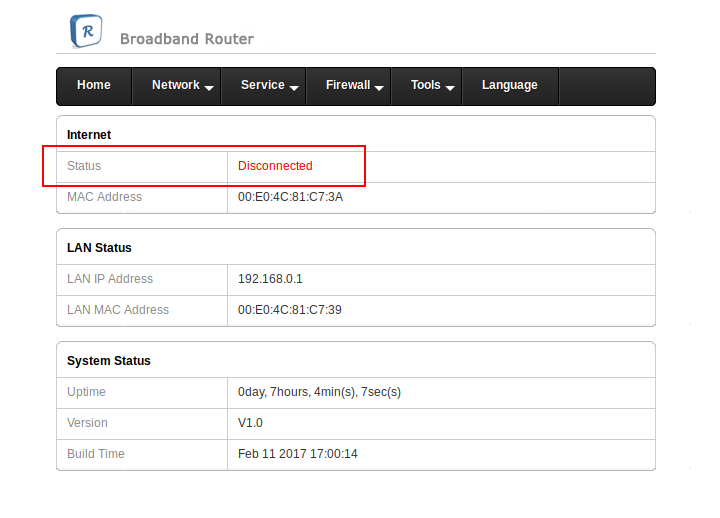 R
Broadband Router
Home Network Service Firewall Tools Language
Internet
Status Disconnected
MAC Address 00:E0:4C:81:C7:3A
LAN Status
LAN IP Address 192.168.0.1
LAN MAC Address 00:E0:4C:81:C7:39
System Status
Uptime 0day, 7hours, 4min(s), 7sec(s)
Version V1.0
Build Time Feb 11 2017 17:00:14